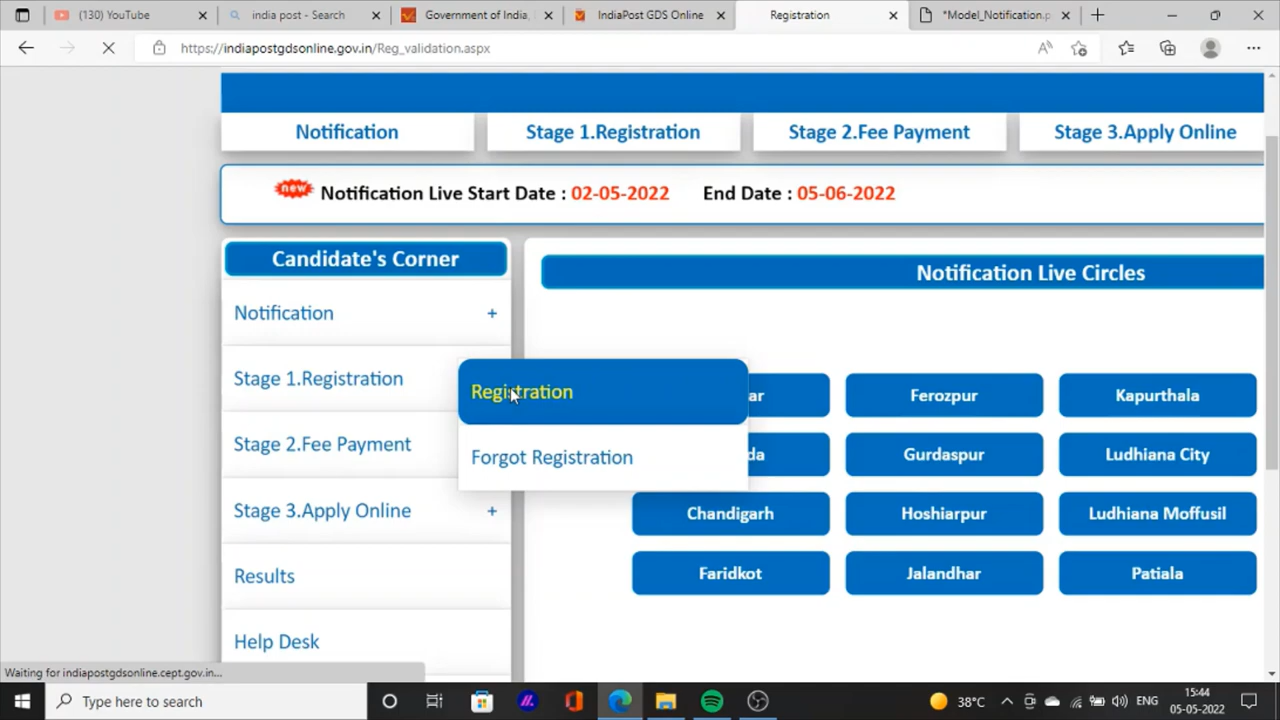 (130) YouTube
india post - Search
Government of India,
IndiaPost GDS Online
Registration
*Model_Notification.p
https://indiapostgdsonline.gov.in/Reg_validation.aspx
Notification
Stage 1.Registration
Stage 2.Fee Payment
Stage 3.Apply Online
new Notification Live Start Date : 02-05-2022 End Date : 05-06-2022
Candidate's Corner
Notification +
Stage 1.Registration
Stage 2.Fee Payment
Stage 3.Apply Online +
Results
Help Desk
Registration
Forgot Registration
Notification Live Circles
ar
Ferozpur
Kapurthala
da
Gurdaspur
Ludhiana City
Chandigarh
Hoshiarpur
Ludhiana Moffusil
Faridkot
Jalandhar
Patiala
Waiting for indiapostgdsonline.cept.gov.in...
Type here to search
38°C
ENG
15:44
05-05-2022